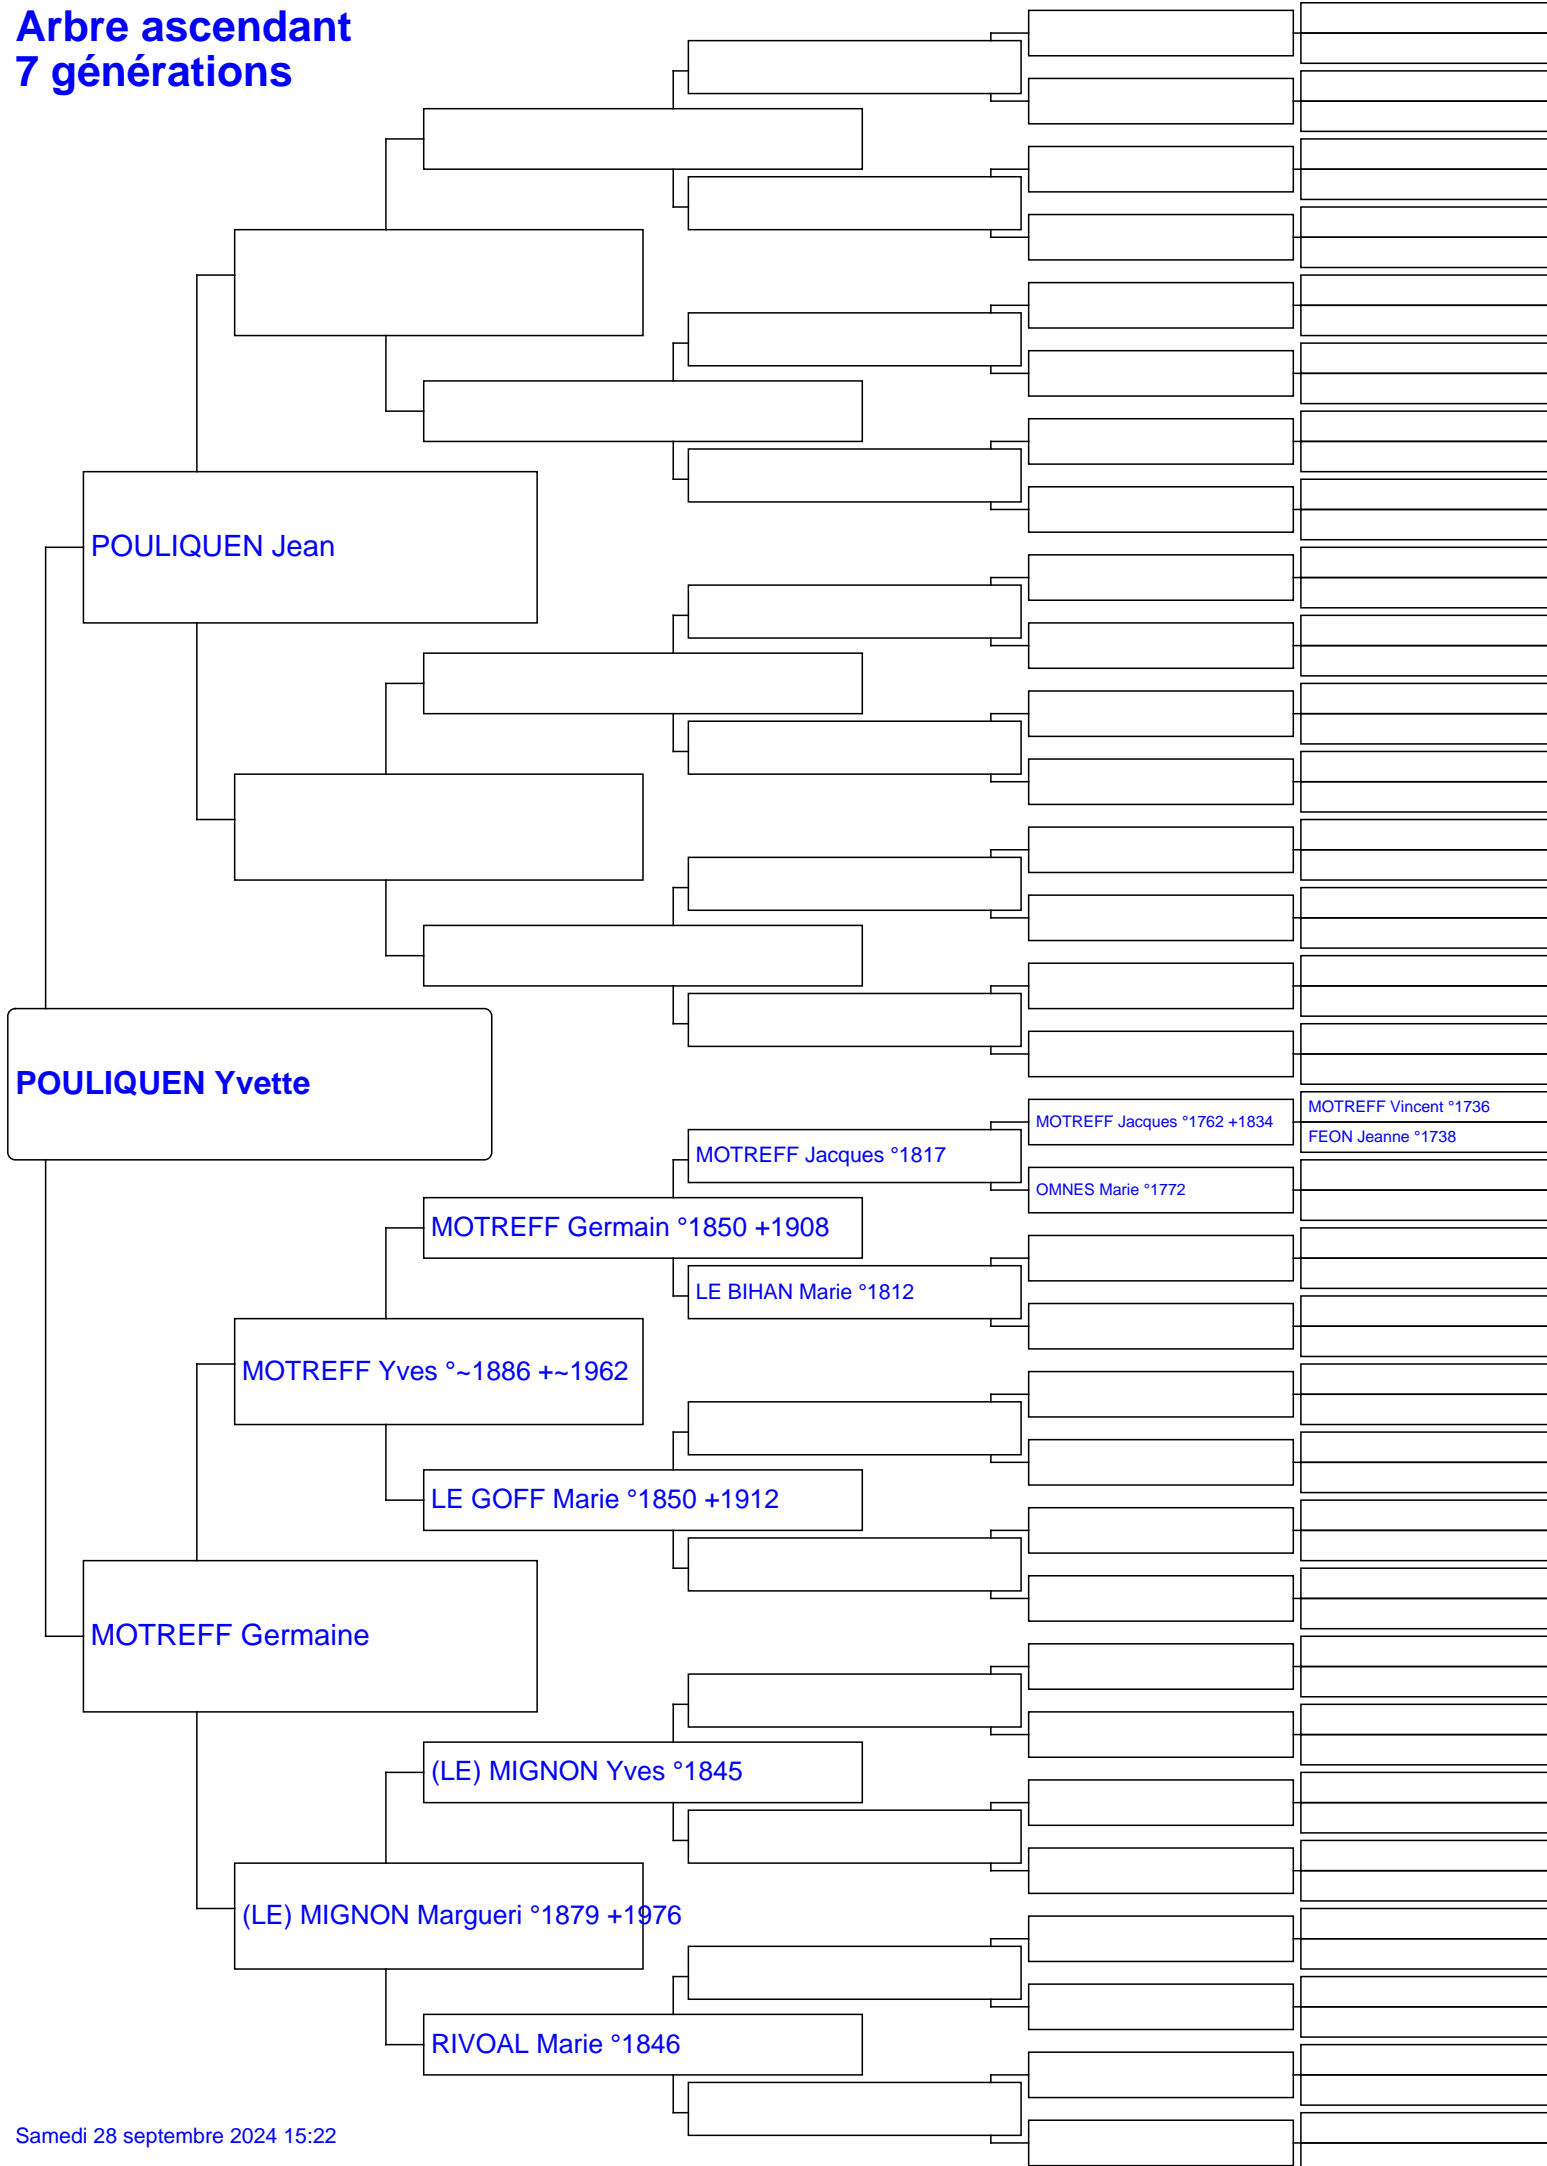 Arbre ascendant
7 générations
POULIQUEN Jean
POULIQUEN Yvette
MOTREFF Vincent °1736
MOTREFF Jacques °1762 +1834
FEON Jeanne °1738
MOTREFF Jacques °1817
OMNES Marie °1772
MOTREFF Germain °1850 +1908
LE BIHAN Marie °1812
MOTREFF Yves °~1886 +~1962
LE GOFF Marie °1850 +1912
MOTREFF Germaine
(LE) MIGNON Yves °1845
(LE) MIGNON Margueri °1879 +1976
RIVOAL Marie °1846
Samedi 28 septembre 2024 15:22